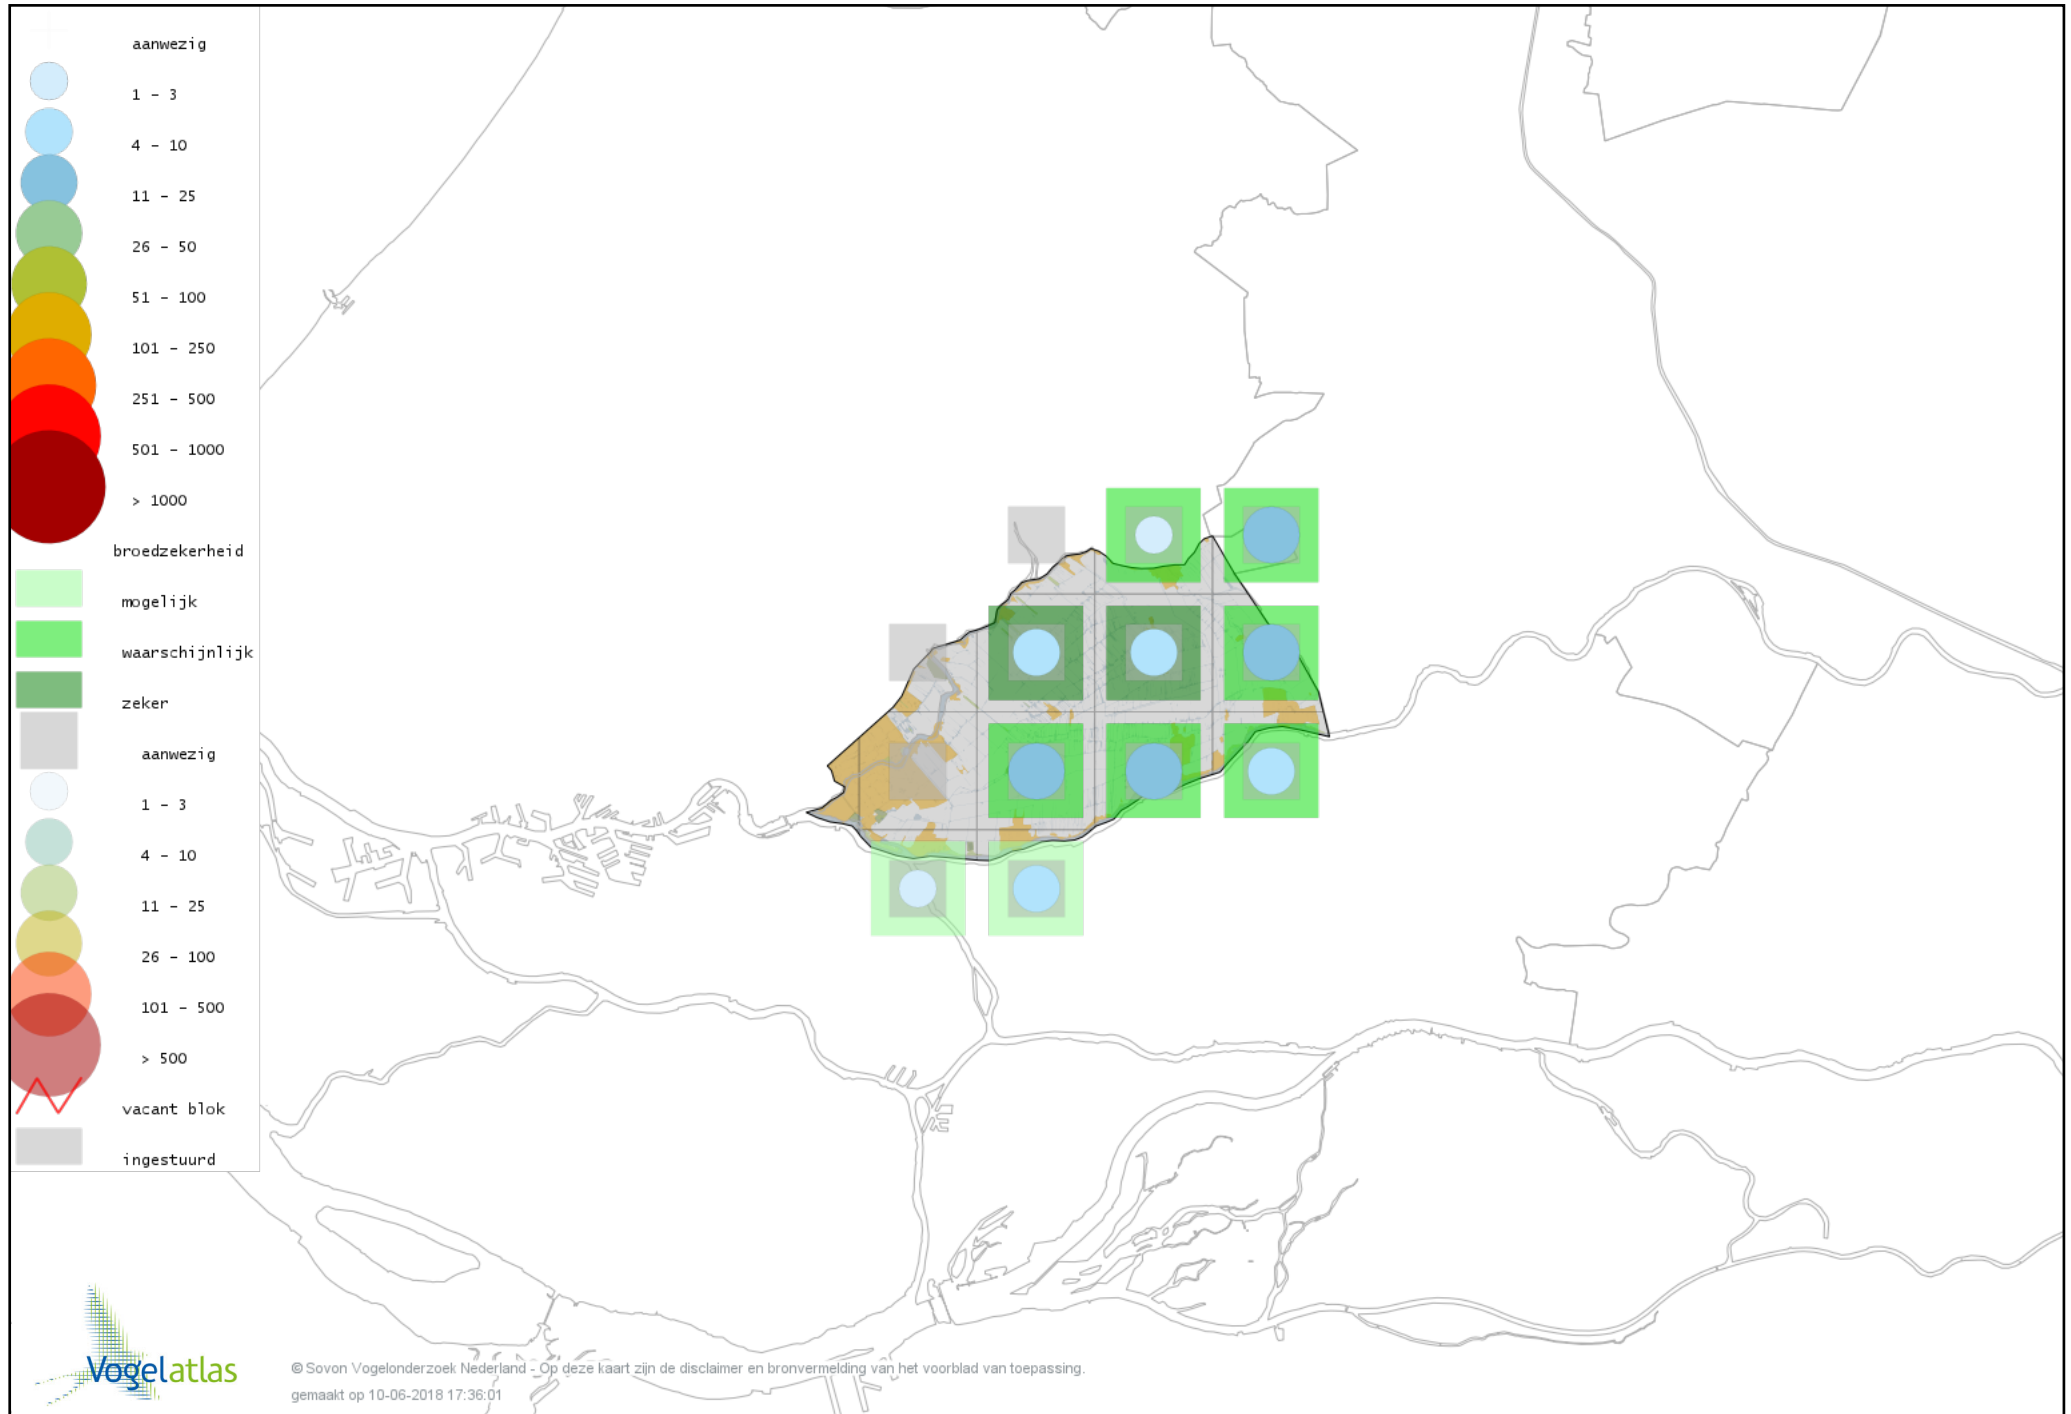 aanwezig
1 - 3
4 - 10
11 - 25
26 - 50
51 - 100
101 - 250
251 - 500
501 - 1000
> 1000
broedzekerheid
mogelijk
waarschijnlijk
zeker
aanwezig
1 - 3
4 - 10
11 - 25
26 - 100
101 - 500
> 500
vacant blok
ingestuurd
Vogelatlas
© Sovon Vogelonderzoek Nederland - Op deze kaart zijn de disclaimer en bronvermelding van het voorblad van toepassing.
gemaakt op 10-06-2018 17:36:01